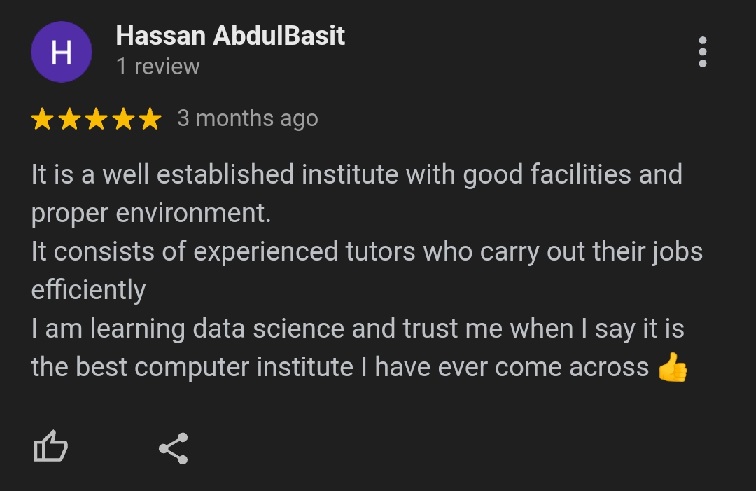 H
Hassan AbdulBasit
1 review
3 months ago
It is a well established institute with good facilities and
proper environment.
It consists of experienced tutors who carry out their jobs
efficiently
I am learning data science and trust me when I say it is
the best computer institute I have ever come across 👍